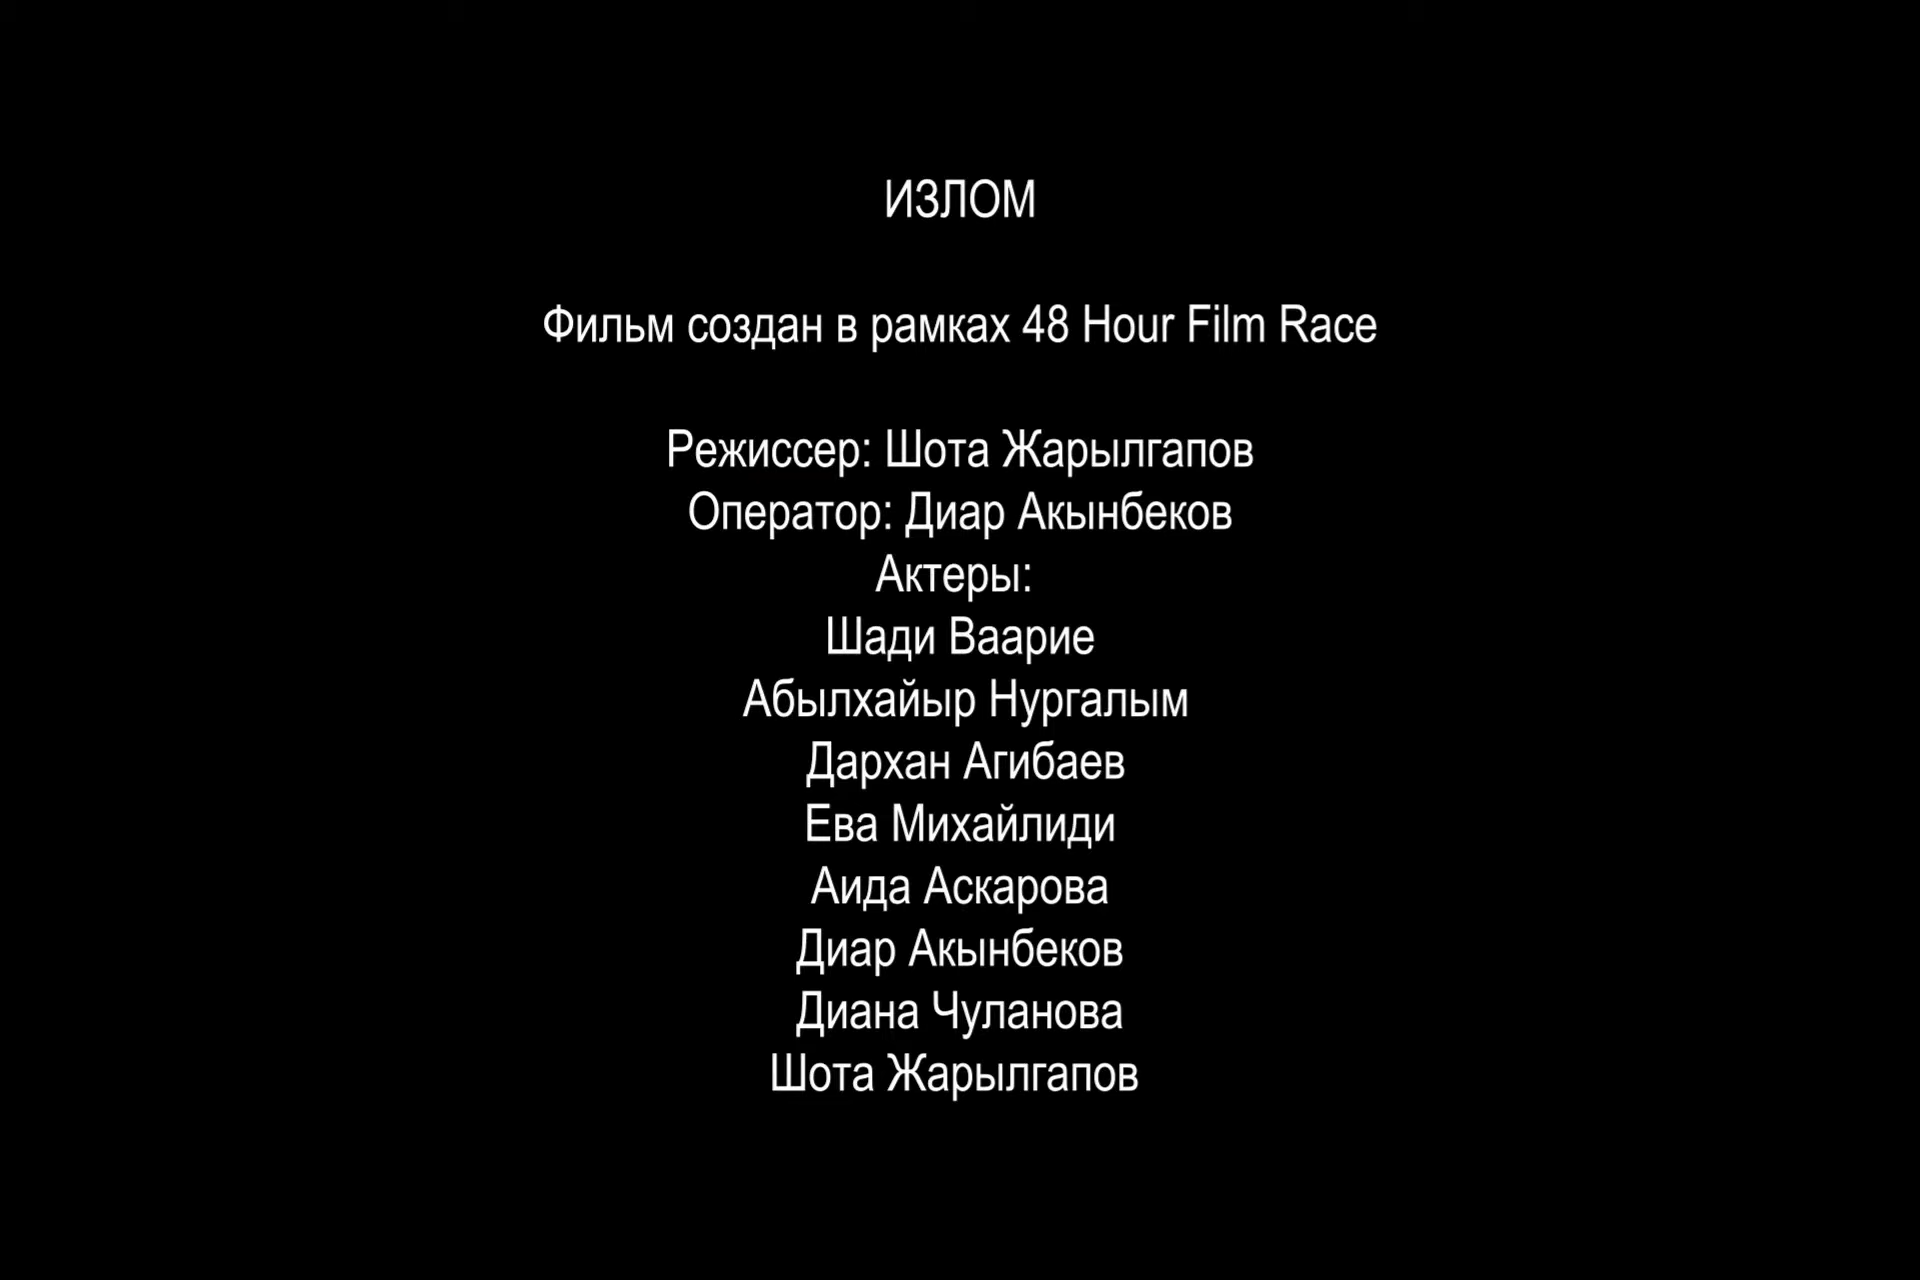 ИЗЛОМ
Фильм создан в рамках 48 Hour Film Race
Режиссер: Шота Жарылгапов
Оператор: Диар Акынбеков
Актеры:
Шади Ваарие
Абылхайыр Нургалым
Дархан Агибаев
Ева Михайлиди
Аида Аскарова
Диар Акынбеков
Диана Чуланова
Шота Жарылгапов